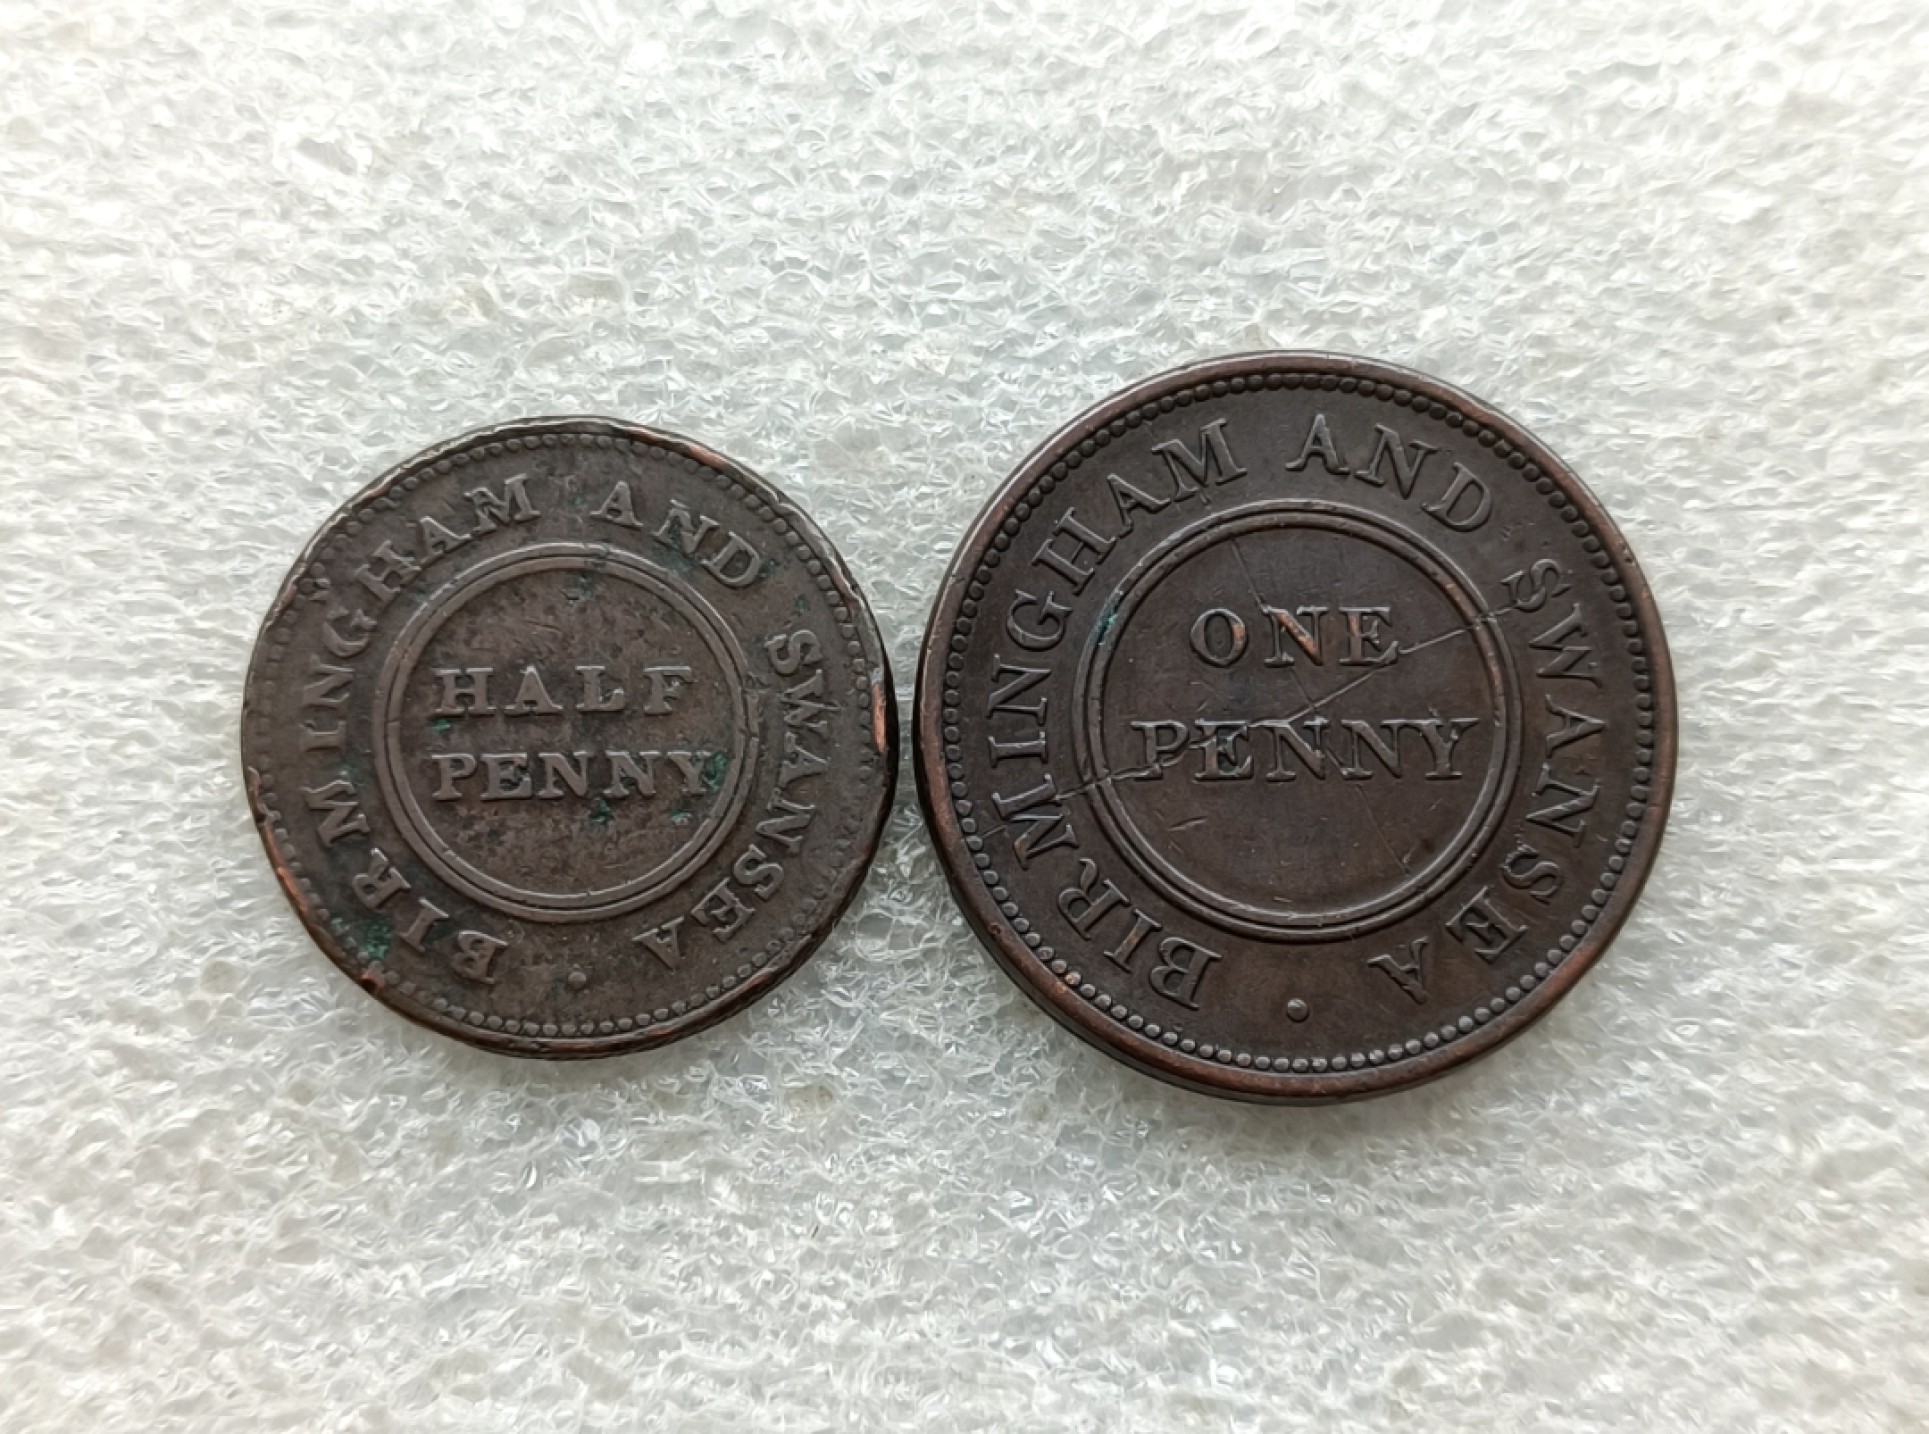 BIRMINGHAM AND SWANSEA ·
HALF
PENNY
BIRMINGHAM AND SWANSEA ·
ONE
PENNY